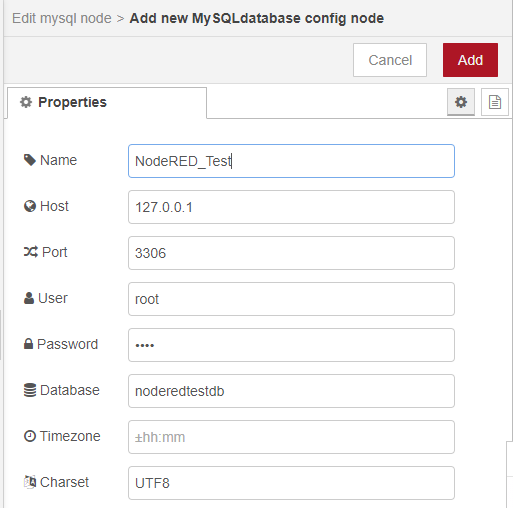 Edit mysql node > Add new MySQLdatabase config node
Cancel Add
Properties
Name NodeRED_Test
Host 127.0.0.1
Port 3306
User root
Password ••••
Database noderedtestdb
Timezone ±hh:mm
Charset UTF8